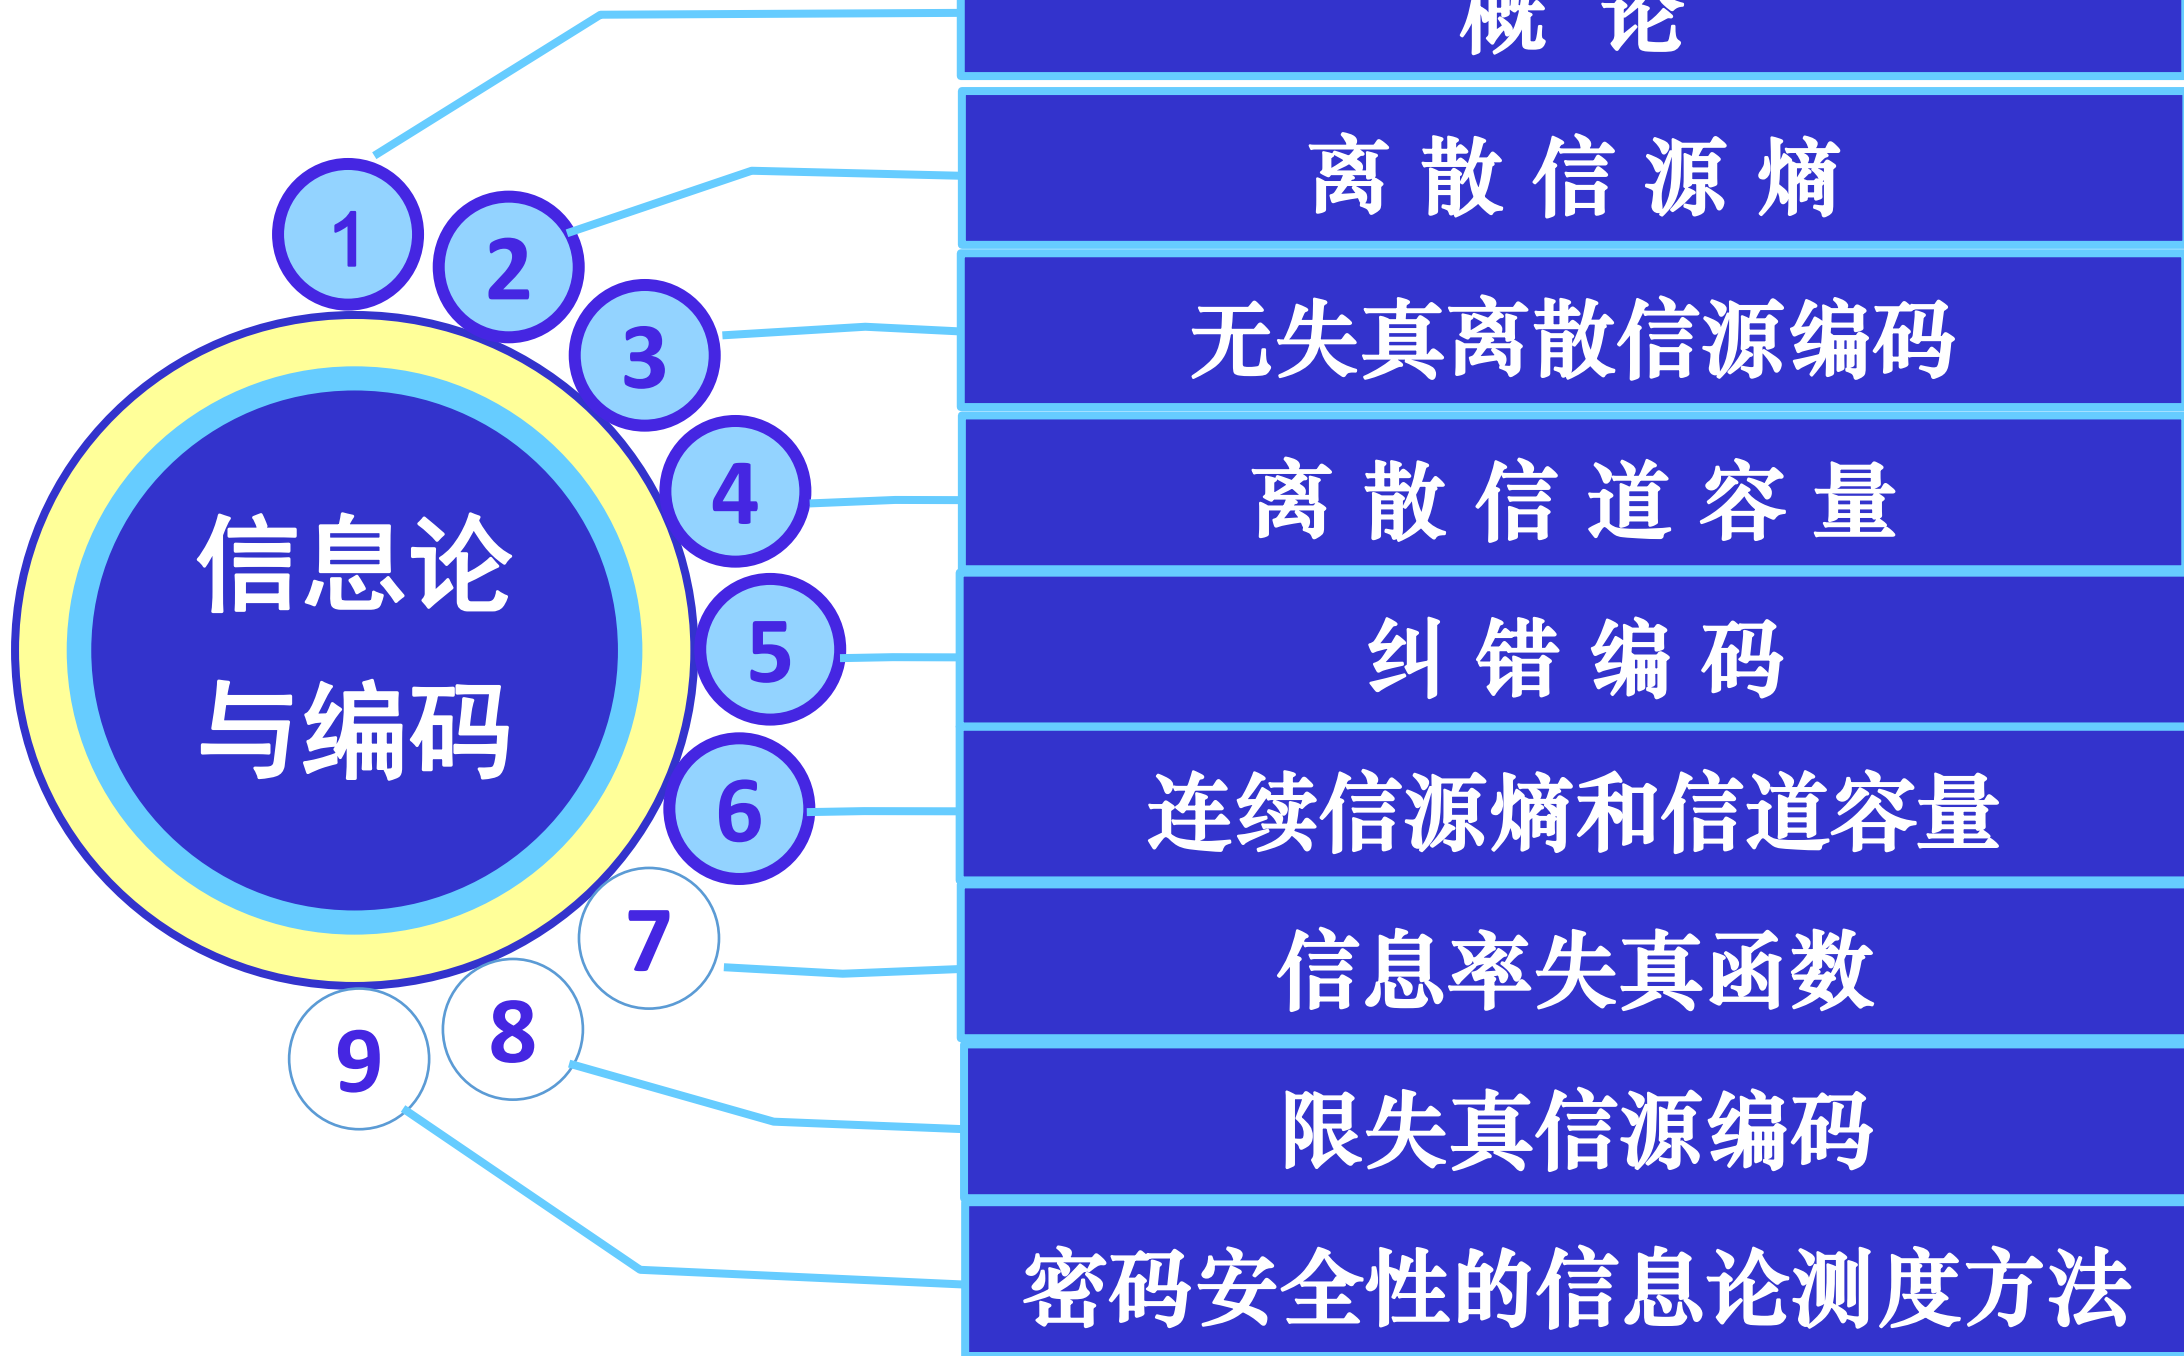 概 论
离 散 信 源 熵
无失真离散信源编码
离 散 信 道 容 量
纠 错 编 码
连续信源熵和信道容量
信息率失真函数
限失真信源编码
密码安全性的信息论测度方法
1
2
3
4
5
6
7
8
9
信息论
与编码